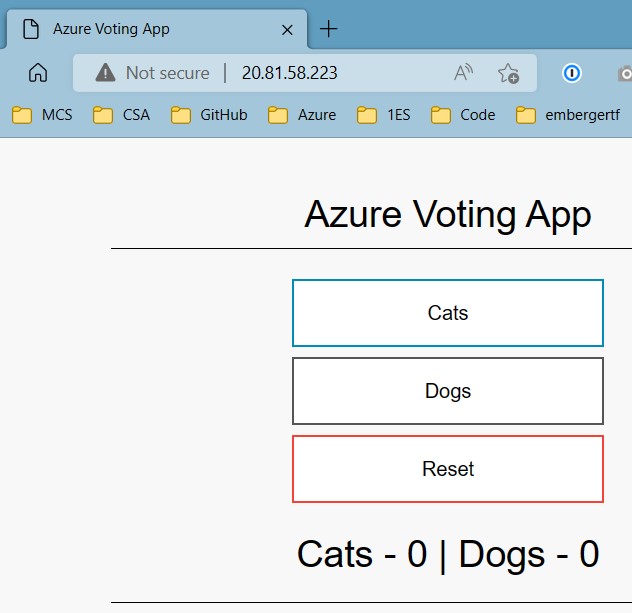 Azure Voting App
Not secure | 20.81.58.223
MCS CSA GitHub Azure 1ES Code embergertf
Azure Voting App
Cats
Dogs
Reset
Cats - 0 | Dogs - 0